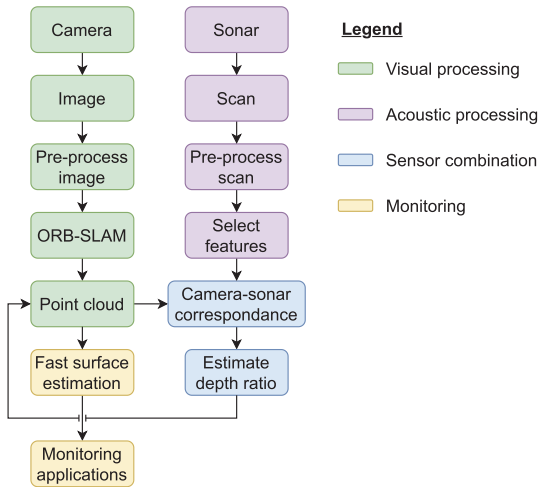 Camera
Sonar
Legend
Image
Scan
Visual processing
Acoustic processing
Pre-process
image
Pre-process
scan
Sensor combination
Monitoring
ORB-SLAM
Select
features
Point cloud
Camera-sonar
correspondance
Fast surface
estimation
Estimate
depth ratio
Monitoring
applications